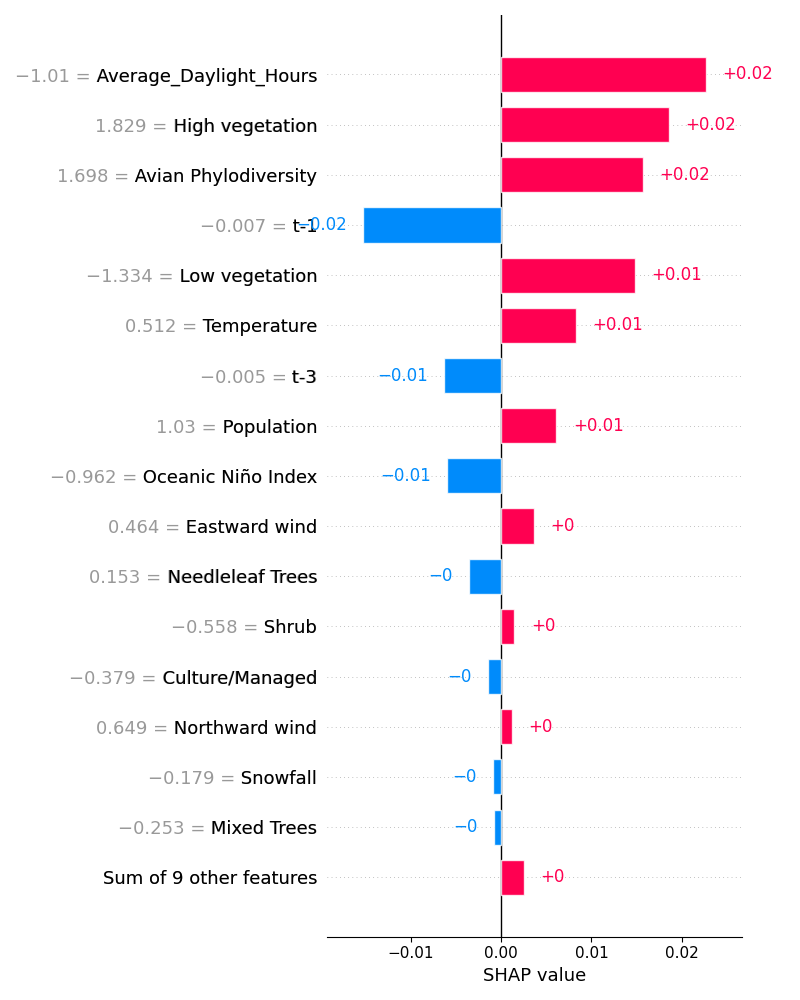 −1.01 = Average_Daylight_Hours +0.02
1.829 = High vegetation +0.02
1.698 = Avian Phylodiversity +0.02
−0.007 = t-1 −0.02
−1.334 = Low vegetation +0.01
0.512 = Temperature +0.01
−0.005 = t-3 −0.01
1.03 = Population +0.01
−0.962 = Oceanic Niño Index −0.01
0.464 = Eastward wind +0
0.153 = Needleleaf Trees −0
−0.558 = Shrub +0
−0.379 = Culture/Managed −0
0.649 = Northward wind +0
−0.179 = Snowfall −0
−0.253 = Mixed Trees −0
Sum of 9 other features +0
−0.01 0.00 0.01 0.02
SHAP value